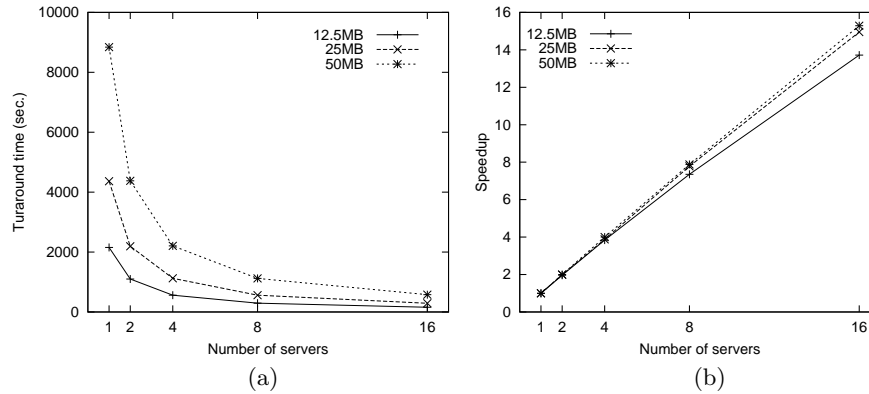 10000
8000
6000
4000
2000
0
Turaround time (sec.)
12.5MB
25MB
50MB
1 2 4 8 16
Number of servers
(a)
16
14
12
10
8
6
4
2
0
Speedup
12.5MB
25MB
50MB
1 2 4 8 16
Number of servers
(b)